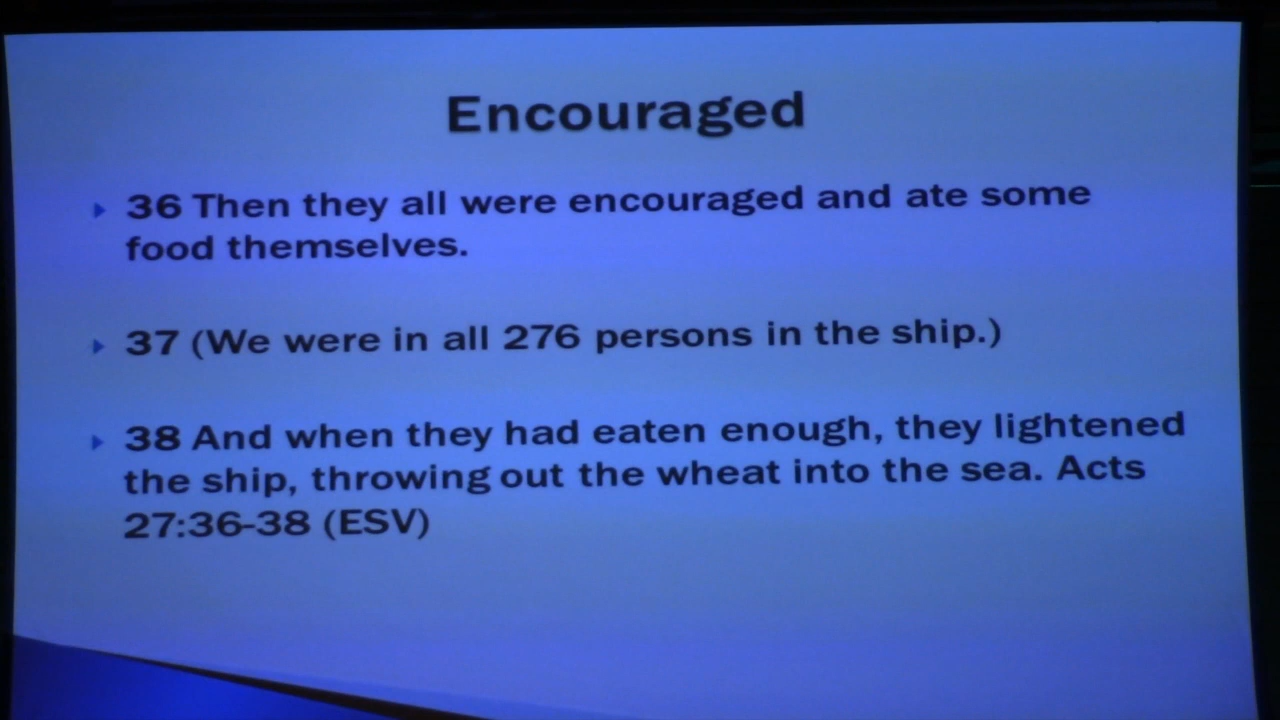 Encouraged
36 Then they all were encouraged and ate some
food themselves.
37 (We were in all 276 persons in the ship.)
38 And when they had eaten enough, they lightened
the ship, throwing out the wheat into the sea. Acts
27:36-38 (ESV)